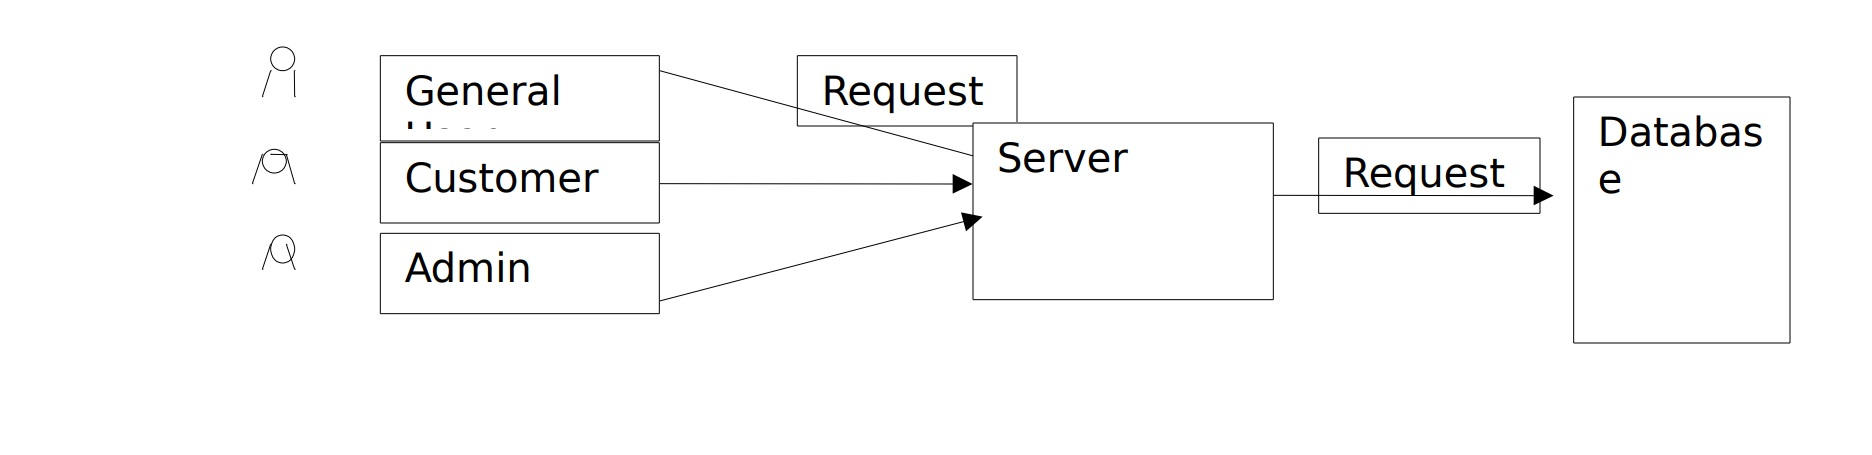 General
Customer
Admin
Request
Server
Request
Databas
e